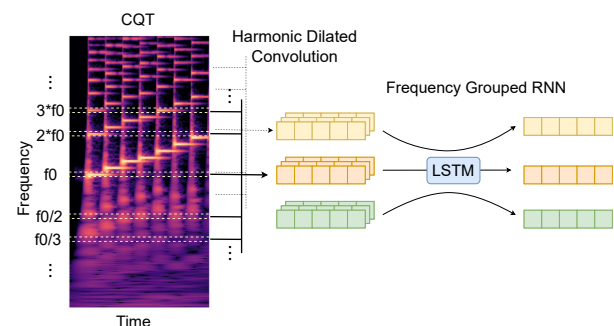 CQT
Harmonic Dilated
Convolution
Frequency Grouped RNN
Frequency
...
3*f0
2*f0
f0
f0/2
f0/3
...
...
...
LSTM
Time